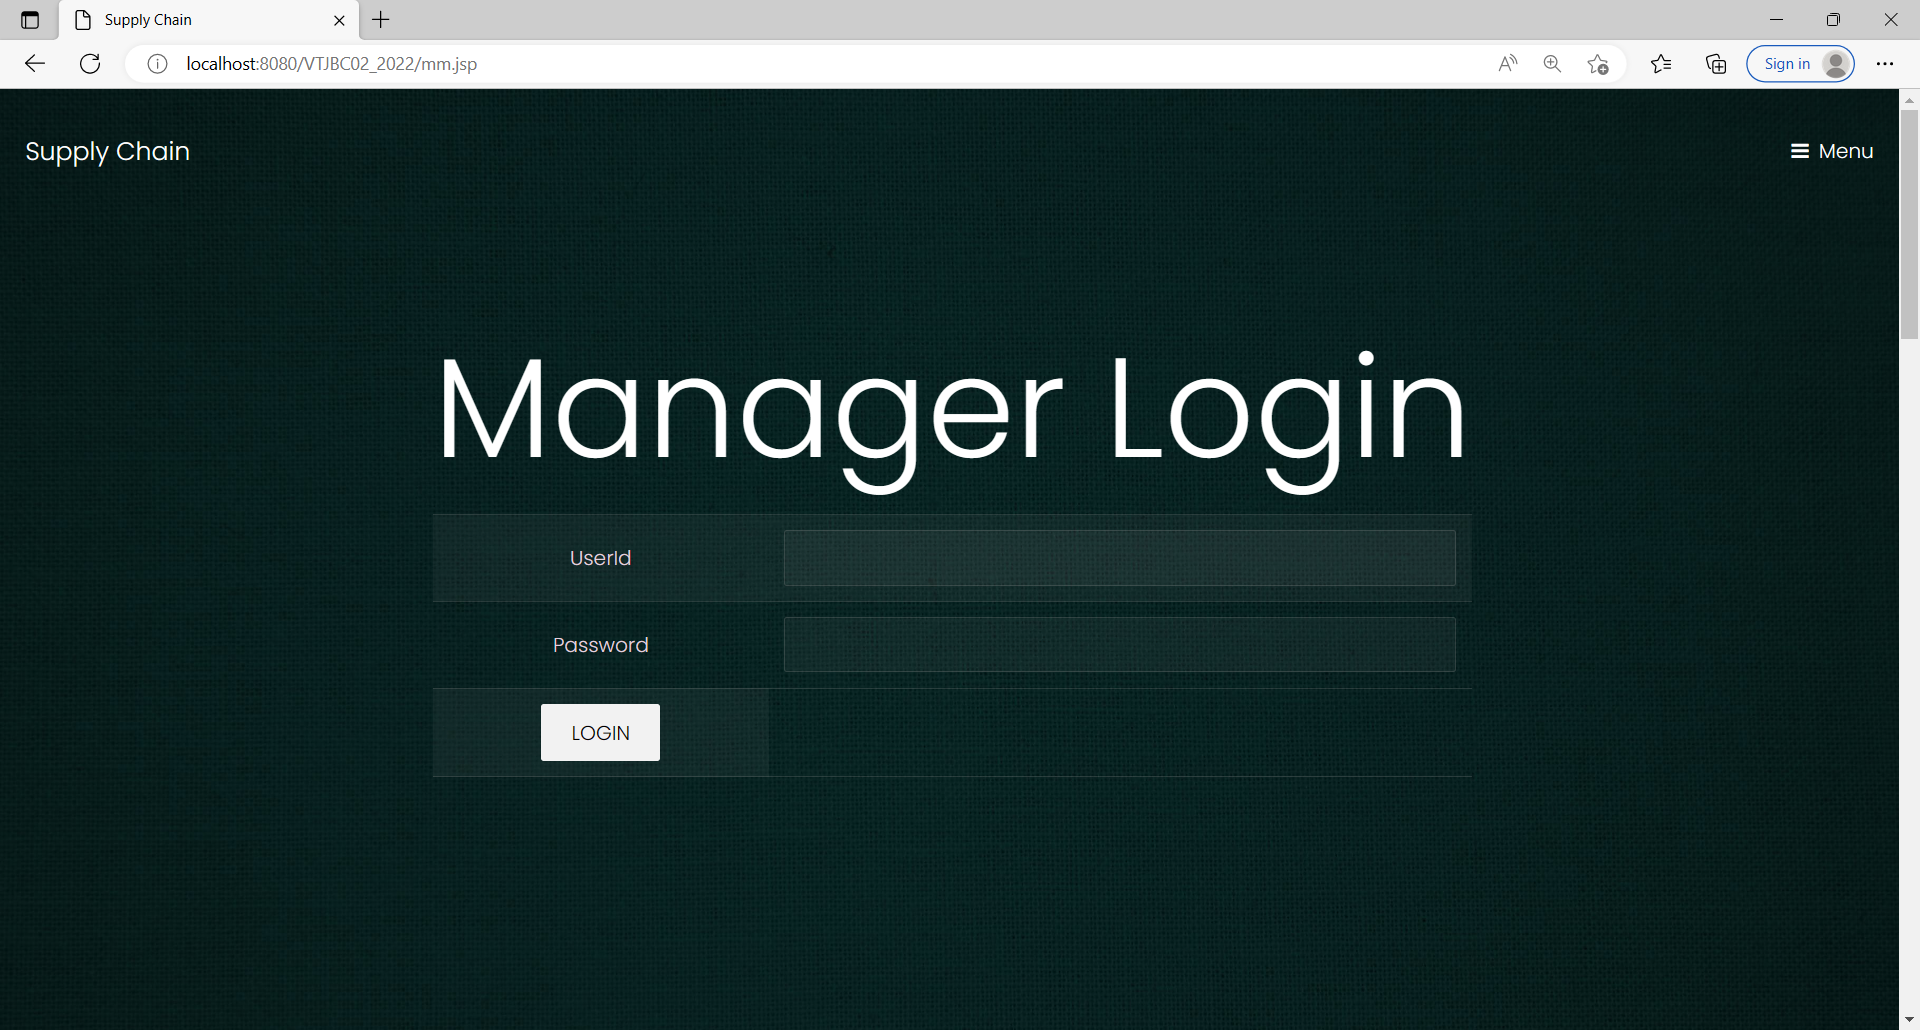 Supply Chain
localhost:8080/VTJBC02_2022/mm.jsp
Sign in
Supply Chain
Menu
Manager Login
UserId
Password
LOGIN